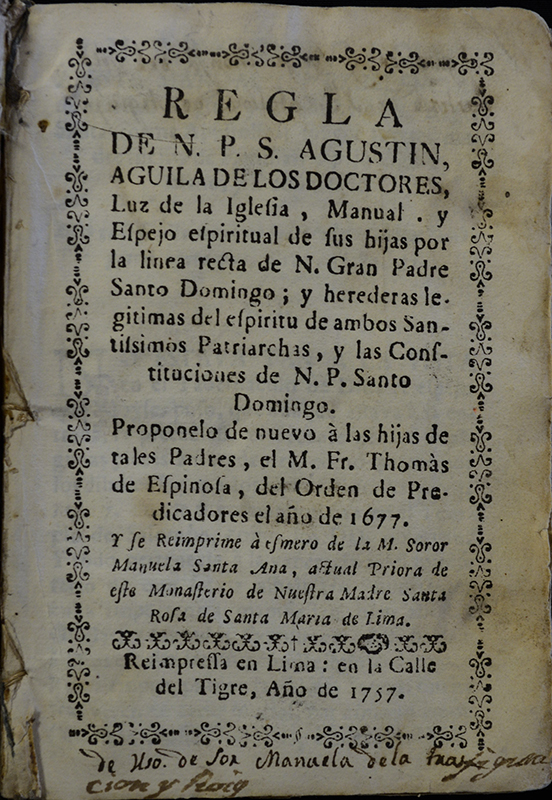 REGLA
DE N. P. S. AGUSTIN,
AGUILA DE LOS DOCTORES,
Luz de la Igleſia, Manual. y
Eſpejo eſpiritual de ſus hijas por
la linea recta de N. Gran Padre
Santo Domingo; y herederas le-
gitimas del eſpiritu de ambos San-
tiſsimos Patriarchas, y las Conſ-
tituciones de N. P. Santo
Domingo.
Proponelo de nuevo à las hijas de
tales Padres, el M. Fr. Thomàs
de Eſpinoſa, del Orden de Pre-
dicadores el año de 1677.
Y ſe Reimprime à eſmero de la M. Soror
Manuela Santa Ana, actual Priora de
eſte Monaſterio de Nueſtra Madre Santa
Roſa de Santa Maria de Lima.
Reimpreſſa en Lima: en la Calle
del Tigre, Año de 1757.
de Uso. de Sor Manuela de la
cion y Roig